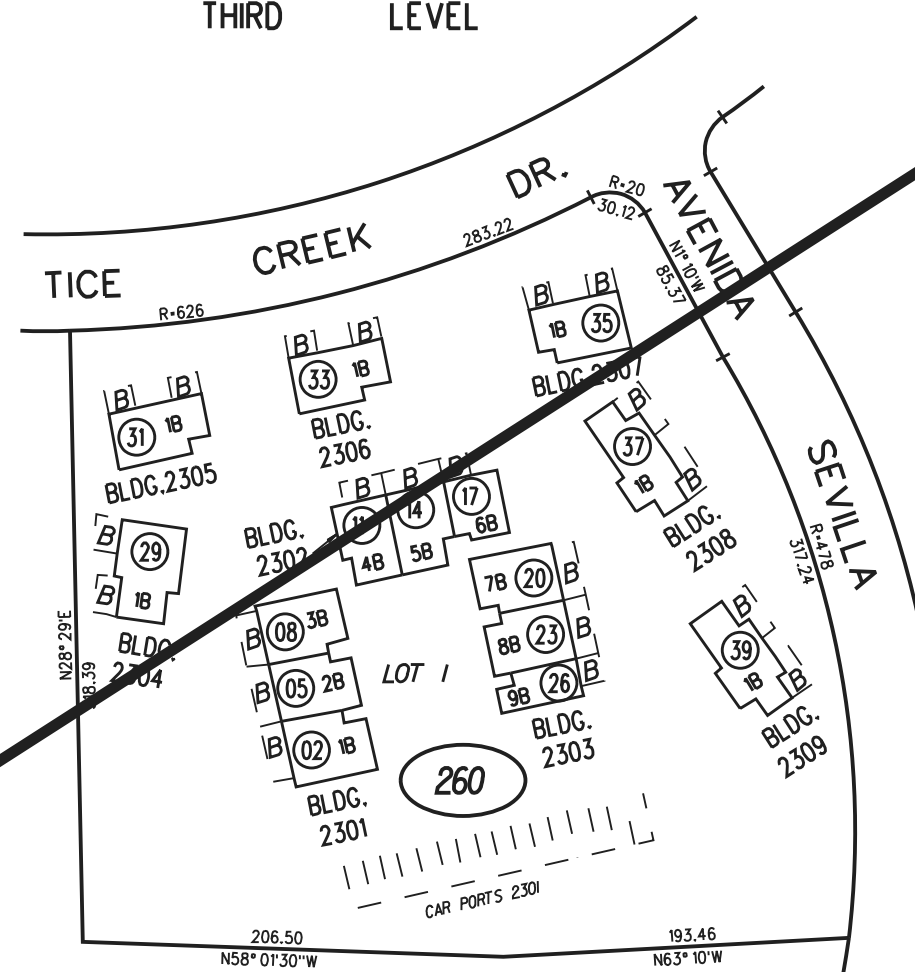 THIRD LEVEL
DR.
R=20
30.12
AVENIDA
CREEK
283.22
N1° 10'W
85.37
TICE
R=626
B B
1B 35
BLDG.2307
B B
33 1B
BLDG.
2306
B B
31 1B
BLDG.2305
B
37
1B B
BLDG.
2308
SEVILLA
R=478
317.24
B B B
11 14 17
4B 5B 6B
BLDG.
2302
B 29
B 1B
BLDG.
2304
N28° 29'E
7B 20 B
8B 23 B
9B 26 B
BLDG.
2303
B 08 3B
B 05 2B
B 02 1B
BLDG.
2301
LOT 1
B
39
1B B
BLDG.
2309
260
CAR PORTS 2301
206.50
N58° 01'30"W
193.46
N63° 10'W